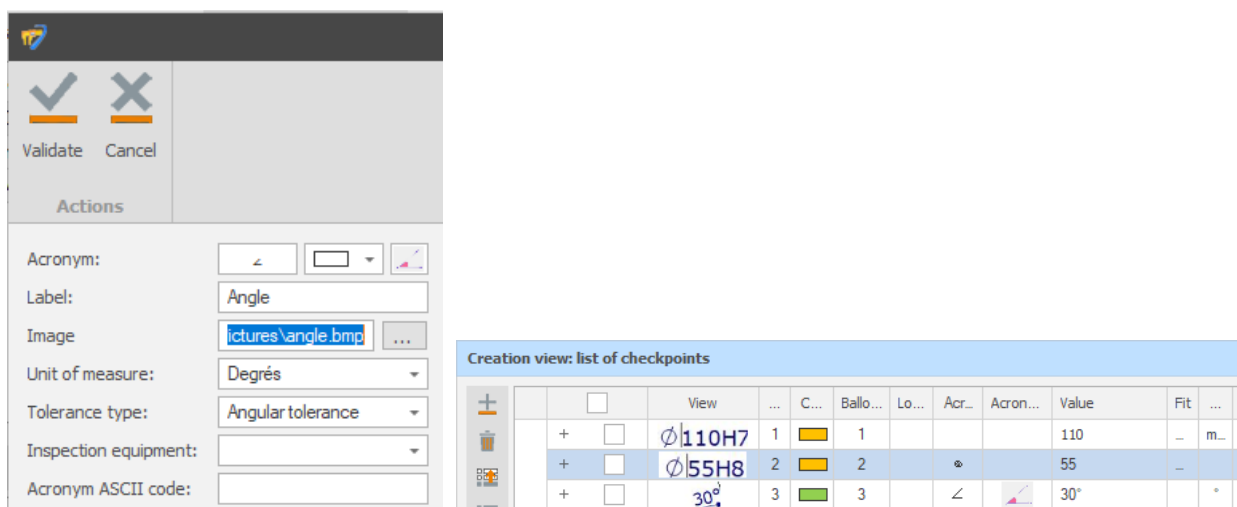 Validate Cancel
Actions
Acronym: ∠
Label: Angle
Image ictures\angle.bmp ...
Unit of measure: Degrés
Tolerance type: Angular tolerance
Inspection equipment:
Acronym ASCII code:
Creation view: list of checkpoints
View ... C... Ballo... Lo... Acr... Acron... Value Fit ...
+ Ø110H7 1 1 110 ... m...
+ Ø55H8 2 2 55 ...
+ 30° 3 3 ∠ 30° °